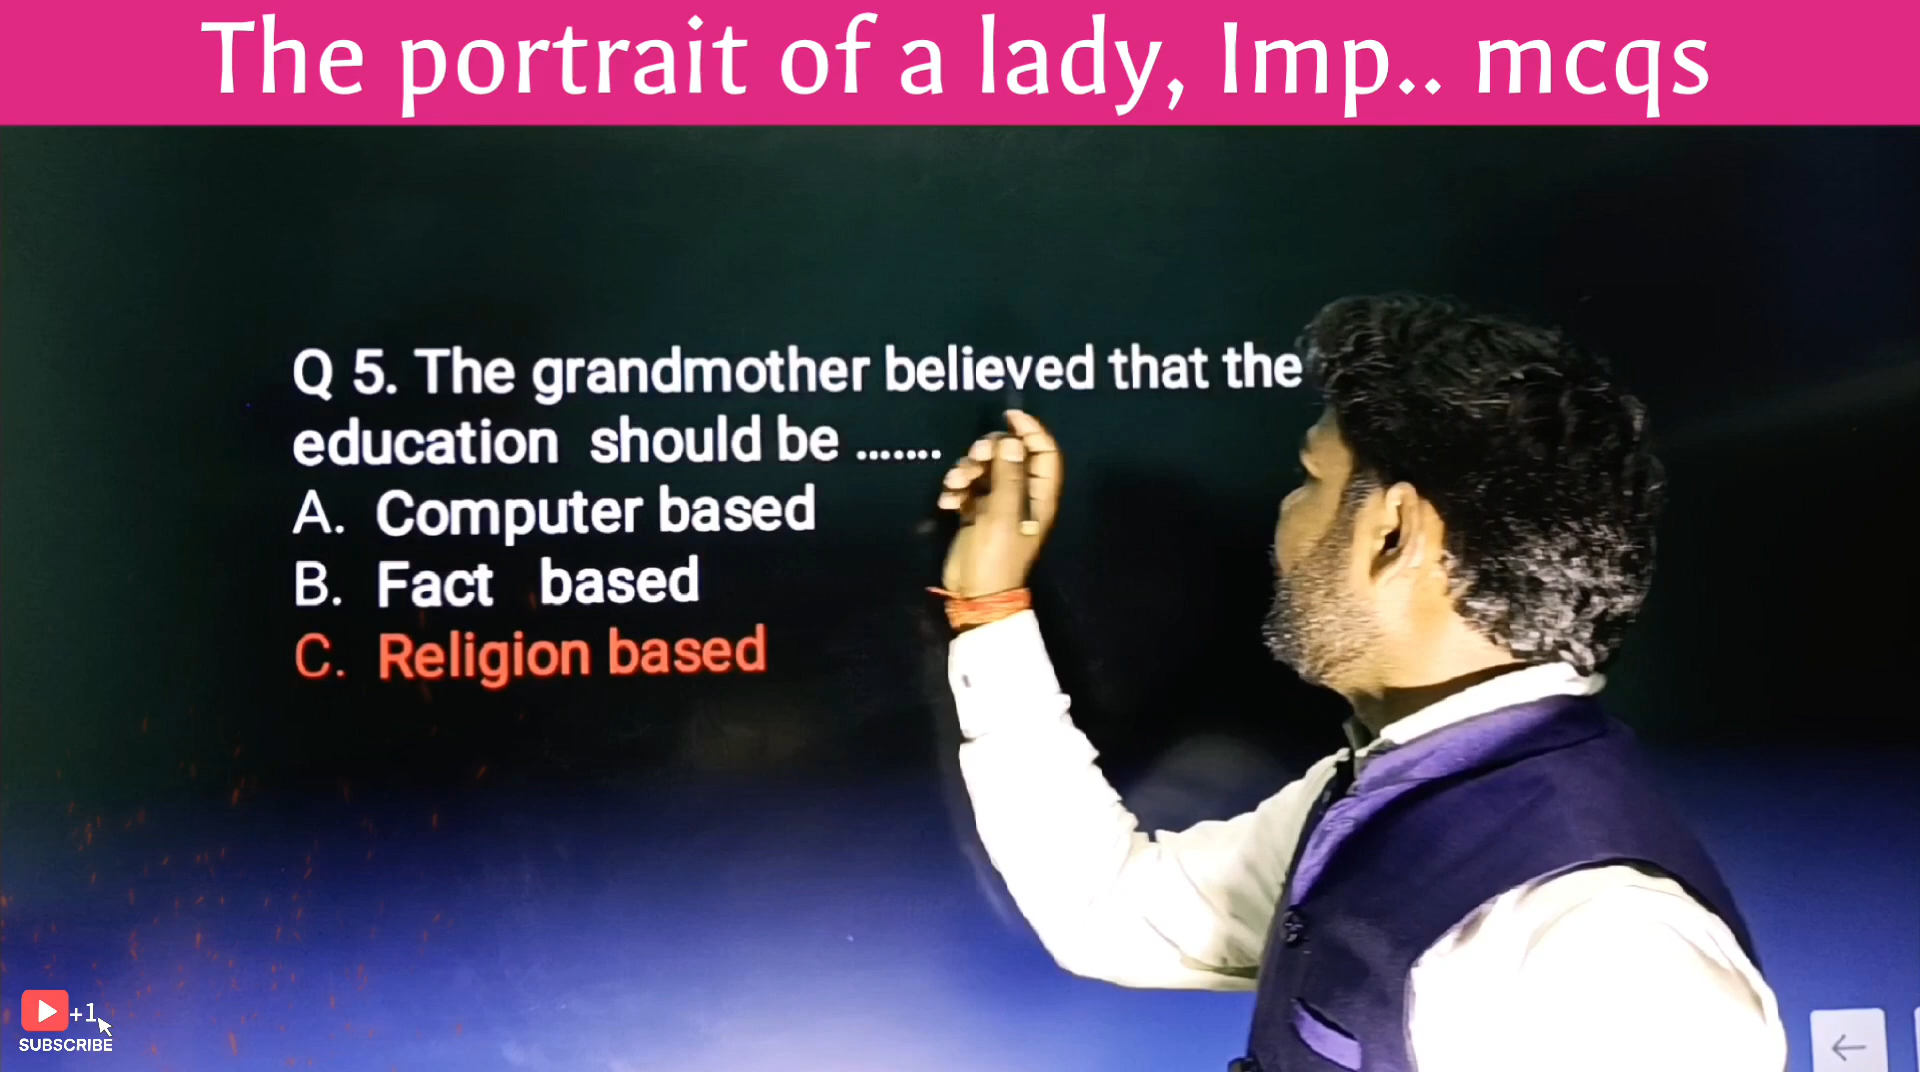 The portrait of a lady, Imp.. mcqs
Q 5. The grandmother believed that the
education should be .......
A. Computer based
B. Fact based
C. Religion based
+1
SUBSCRIBE